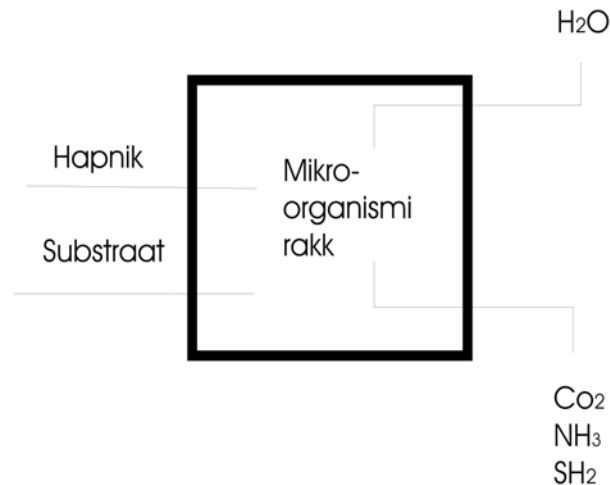 H₂O
Hapnik
Mikro-
organismi
rakk
Substraat
Co₂
NH₃
SH₂